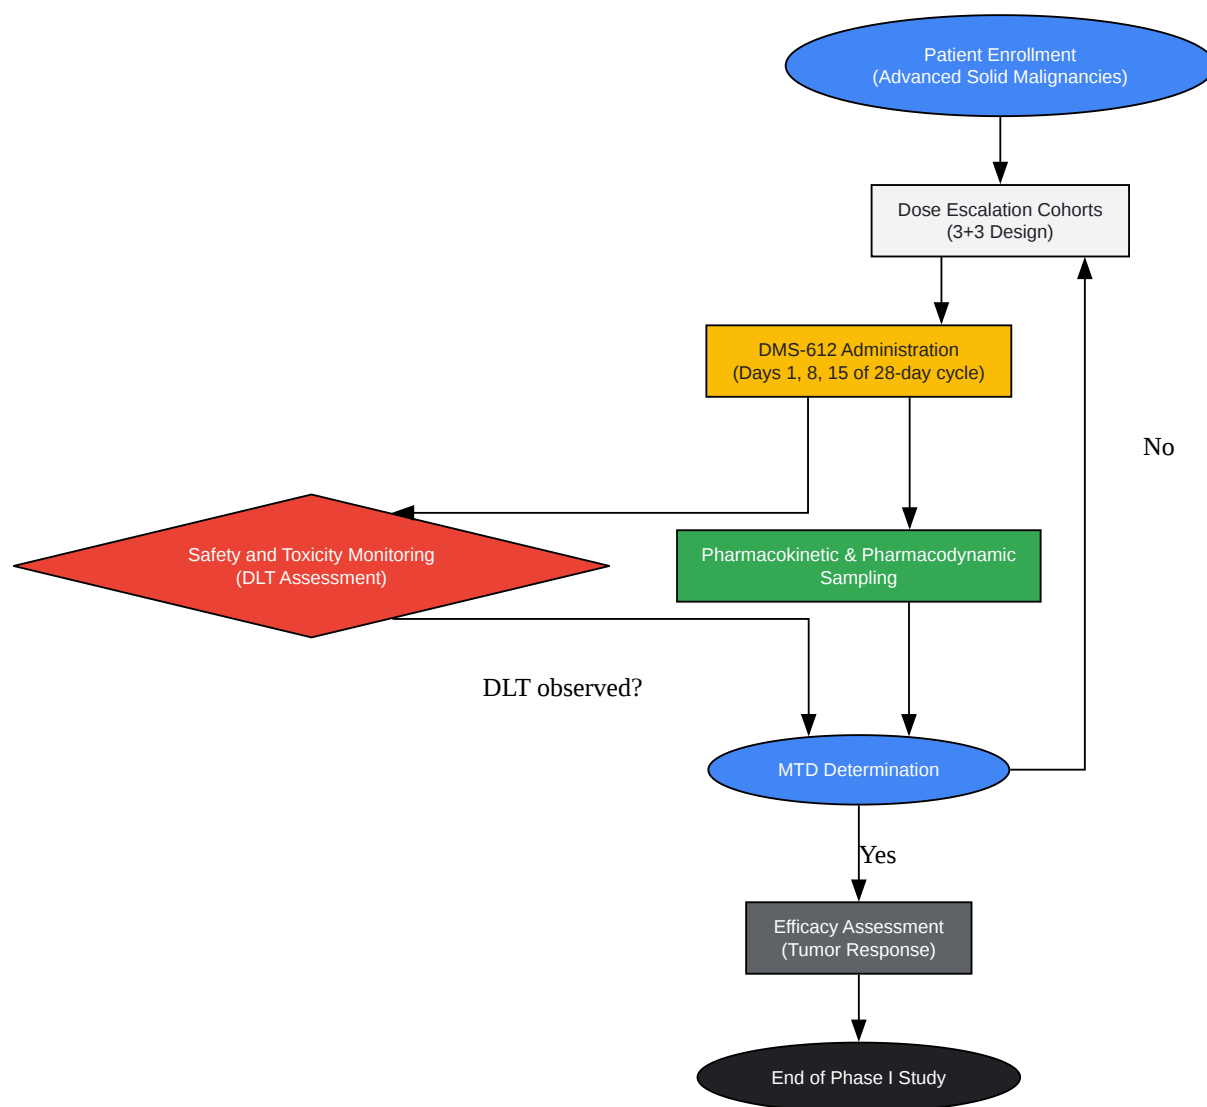 Patient Enrollment
(Advanced Solid Malignancies)
Dose Escalation Cohorts
(3+3 Design)
DMS-612 Administration
(Days 1, 8, 15 of 28-day cycle)
No
Safety and Toxicity Monitoring
(DLT Assessment)
Pharmacokinetic & Pharmacodynamic
Sampling
DLT observed?
MTD Determination
Yes
Efficacy Assessment
(Tumor Response)
End of Phase I Study